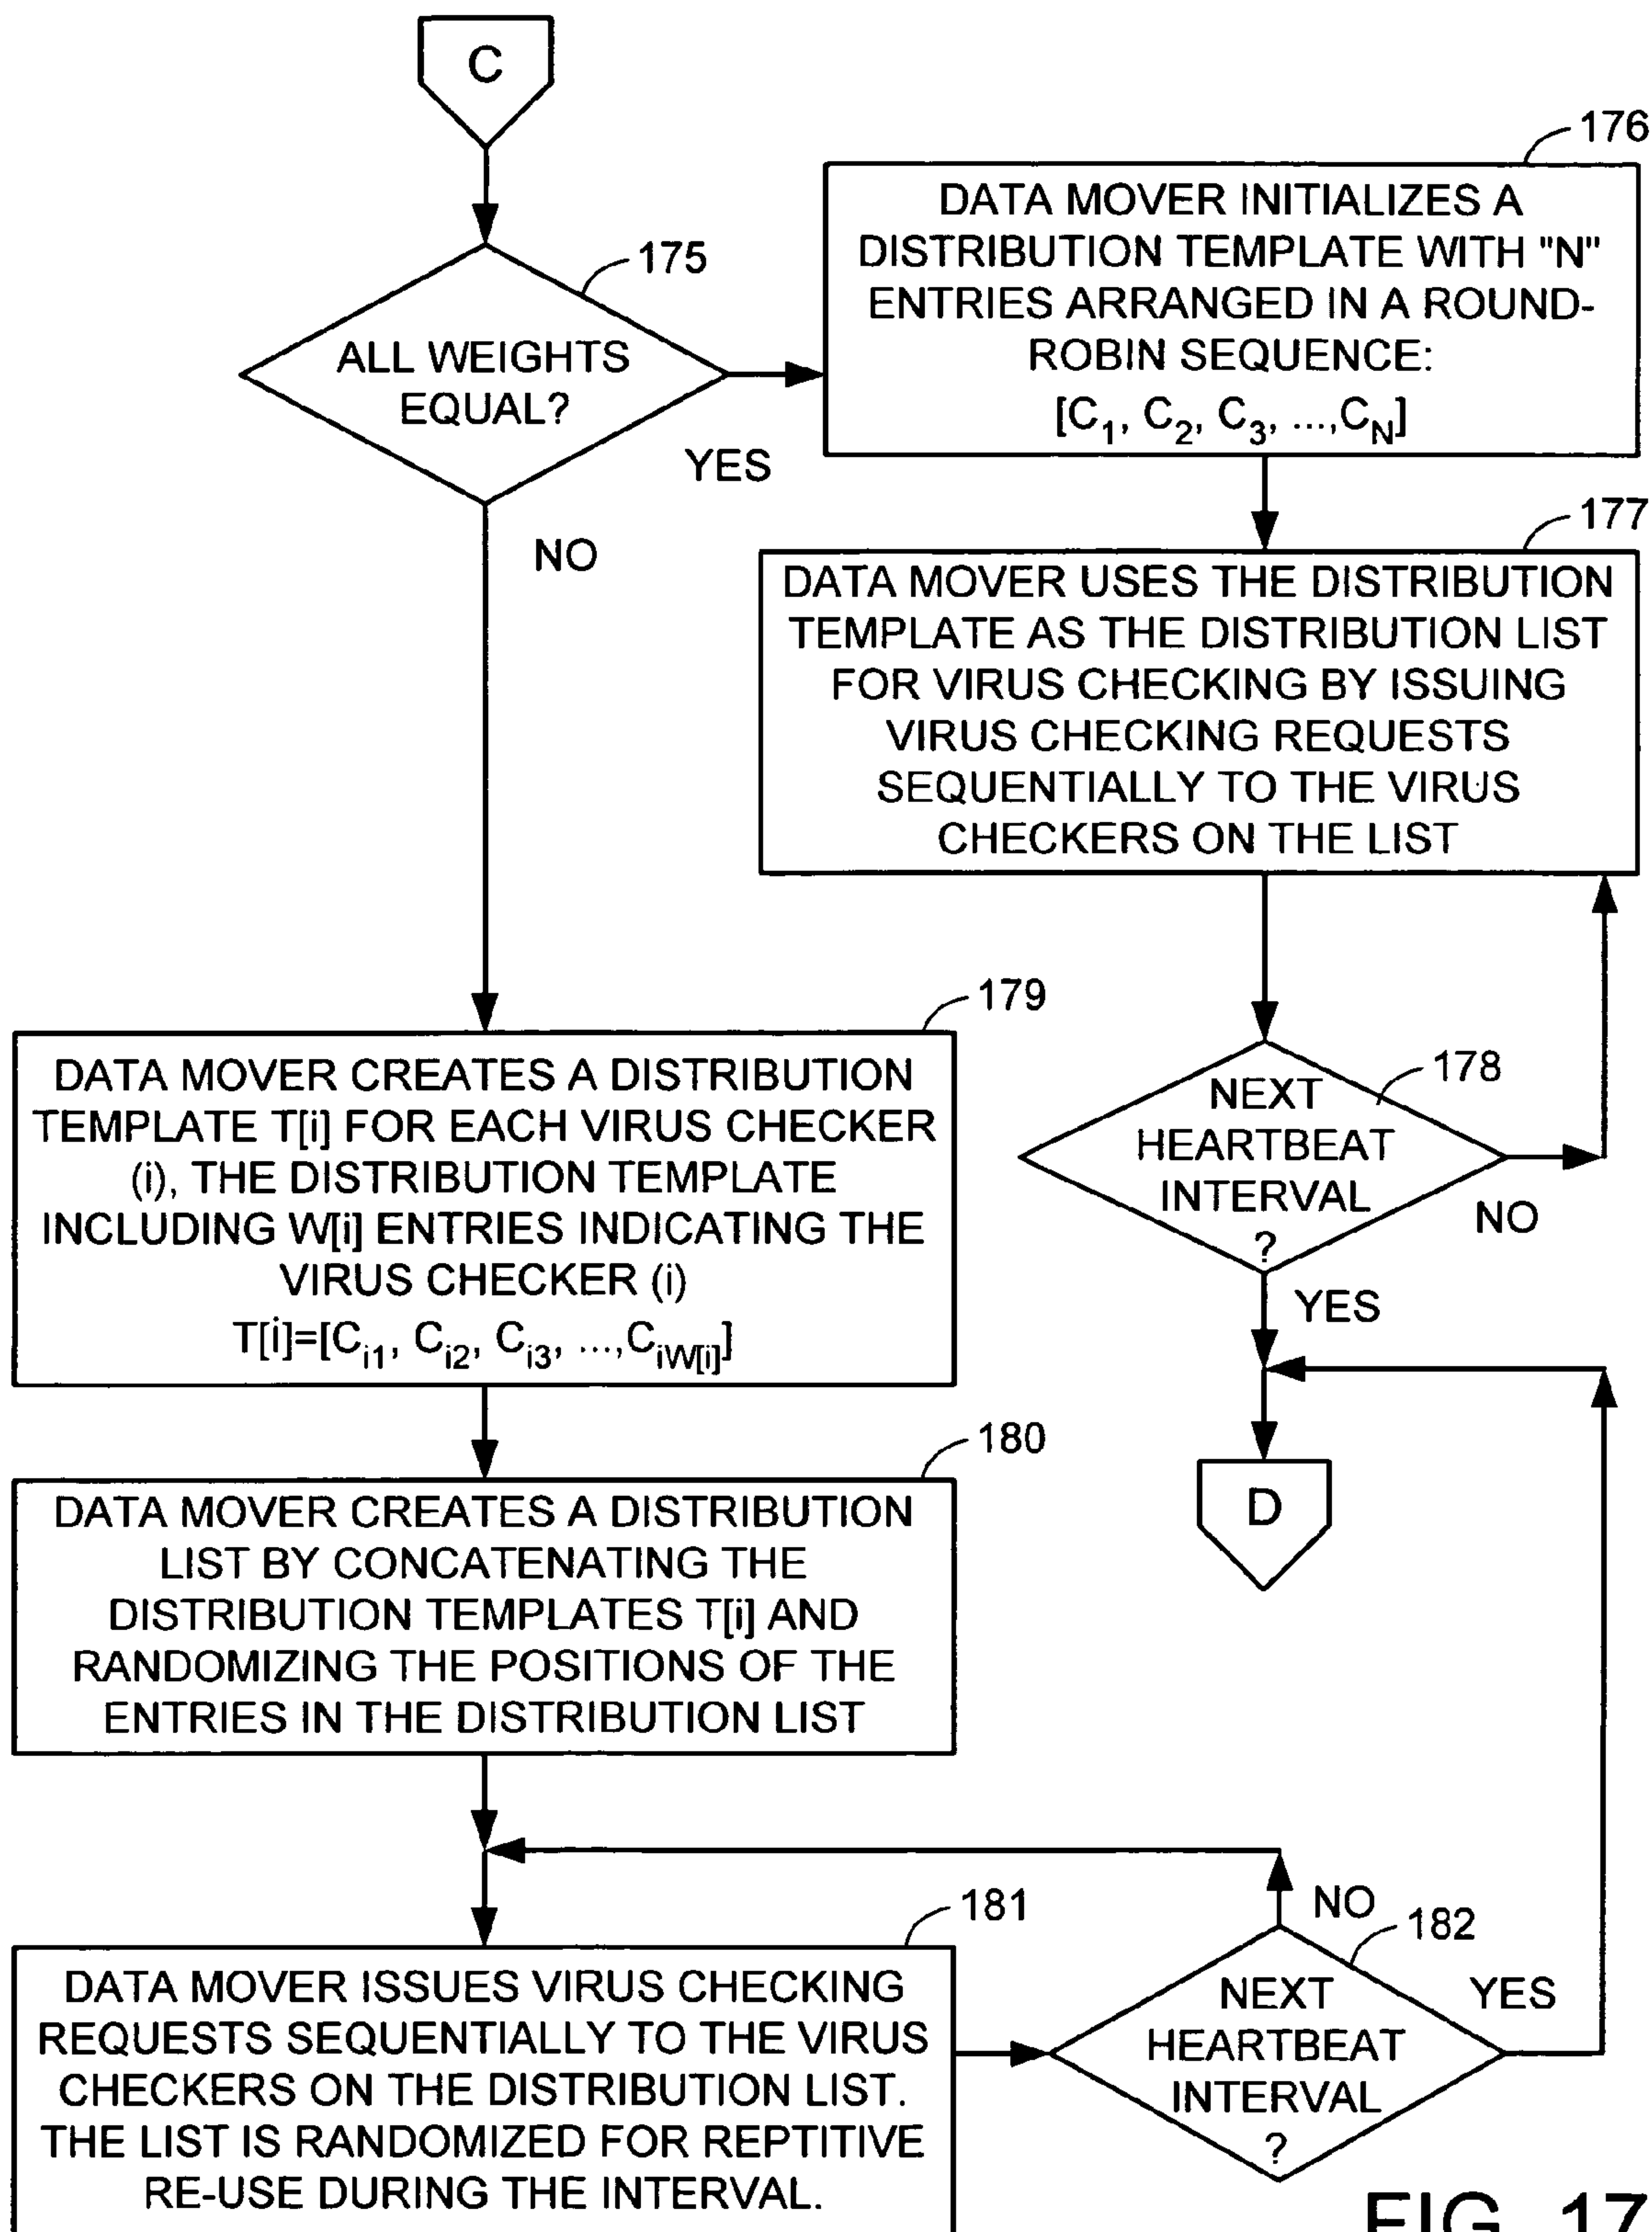 C
175
ALL WEIGHTS
EQUAL?
YES
NO
176
DATA MOVER INITIALIZES A
DISTRIBUTION TEMPLATE WITH "N"
ENTRIES ARRANGED IN A ROUND-
ROBIN SEQUENCE:
[C1, C2, C3, ...,CN]
177
DATA MOVER USES THE DISTRIBUTION
TEMPLATE AS THE DISTRIBUTION LIST
FOR VIRUS CHECKING BY ISSUING
VIRUS CHECKING REQUESTS
SEQUENTIALLY TO THE VIRUS
CHECKERS ON THE LIST
178
NEXT
HEARTBEAT
INTERVAL
?
NO
YES
D
179
DATA MOVER CREATES A DISTRIBUTION
TEMPLATE T[i] FOR EACH VIRUS CHECKER
(i), THE DISTRIBUTION TEMPLATE
INCLUDING W[i] ENTRIES INDICATING THE
VIRUS CHECKER (i)
T[i]=[Ci1, Ci2, Ci3, ...,CiW[i]]
180
DATA MOVER CREATES A DISTRIBUTION
LIST BY CONCATENATING THE
DISTRIBUTION TEMPLATES T[i] AND
RANDOMIZING THE POSITIONS OF THE
ENTRIES IN THE DISTRIBUTION LIST
181
DATA MOVER ISSUES VIRUS CHECKING
REQUESTS SEQUENTIALLY TO THE VIRUS
CHECKERS ON THE DISTRIBUTION LIST.
THE LIST IS RANDOMIZED FOR REPTITIVE
RE-USE DURING THE INTERVAL.
182
NEXT
HEARTBEAT
INTERVAL
?
NO
YES
FIG. 17